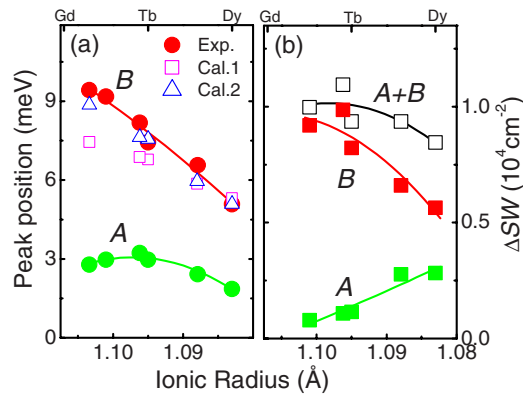 Gd Tb Dy Gd Tb Dy
(a) Exp. (b)
Cal.1
Cal.2
B
A
A+B
B
A
9
6
3
0
1.0
0.5
0.0
1.10 1.09 1.10 1.09 1.08
Peak position (meV)
ΔSW (10⁴ cm⁻²)
Ionic Radius (Å)